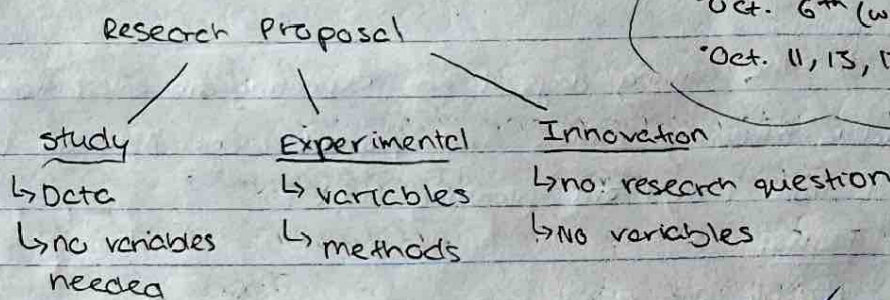 Research Proposal
Oct. 6th
Oct. 11, 13,
Study Experimental Innovation
↳ Data ↳ variables ↳ no research question
↳ no variables ↳ methods ↳ No variables
needed